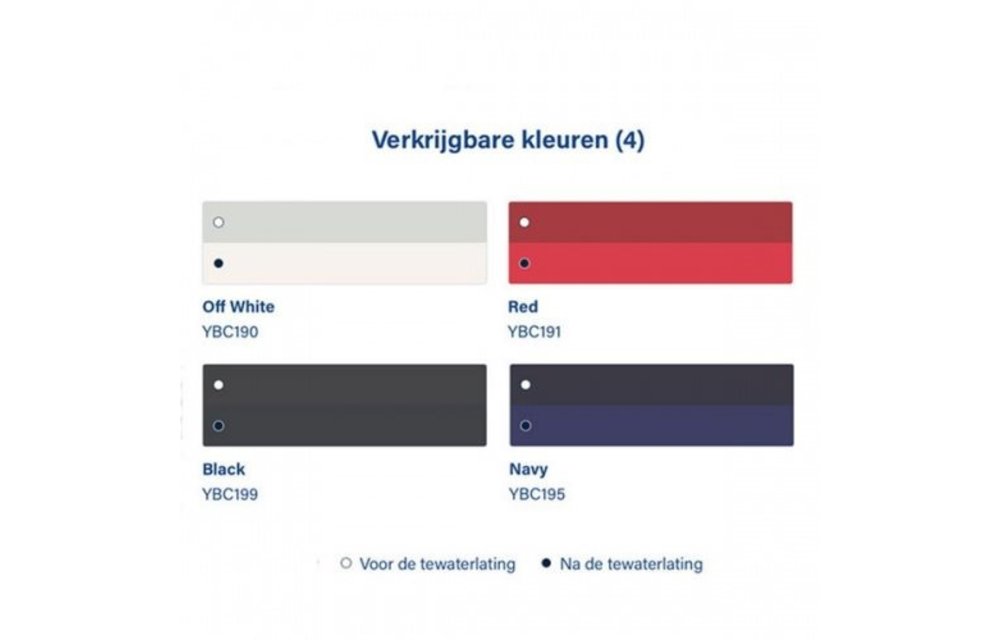 Verkrijgbare kleuren (4)
Off White
YBC190
Red
YBC191
Black
YBC199
Navy
YBC195
Voor de tewaterlating
Na de tewaterlating